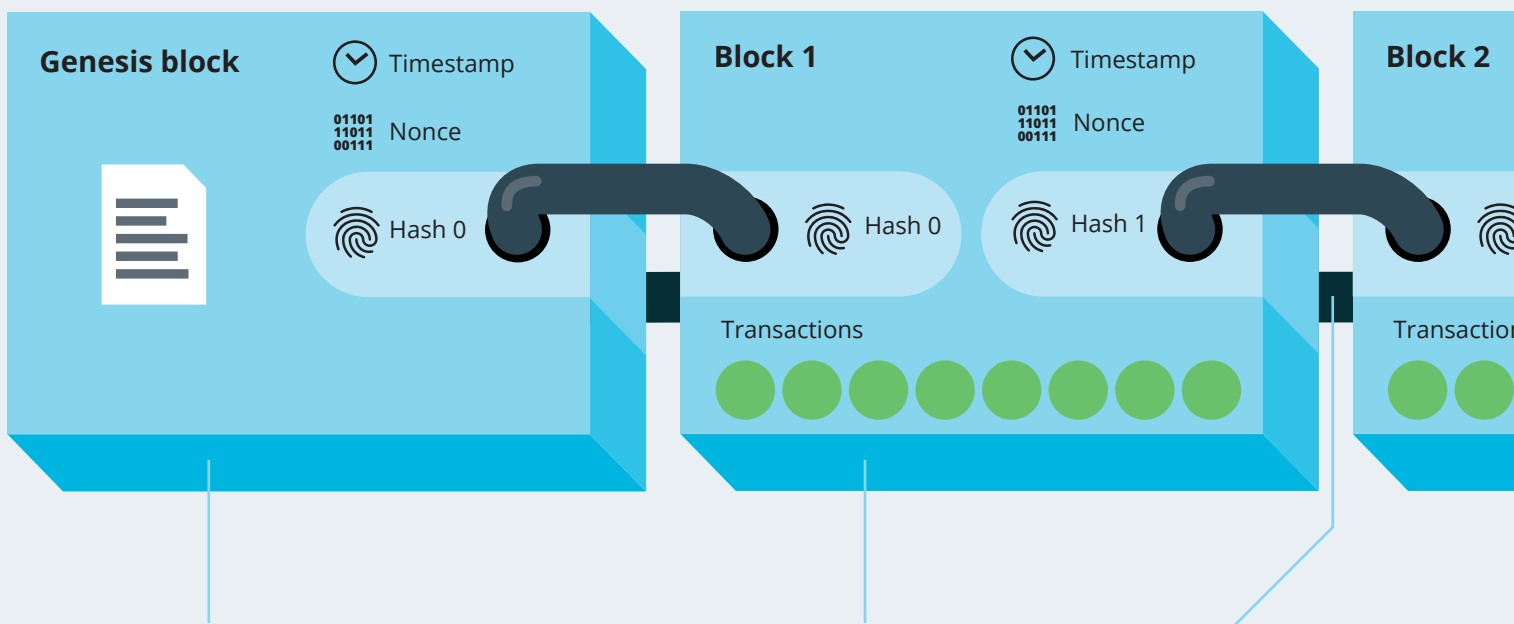 Genesis block
Timestamp
01101
11011
00111
Nonce
Hash 0
Block 1
Timestamp
01101
11011
00111
Nonce
Hash 0
Hash 1
Transactions
Block 2